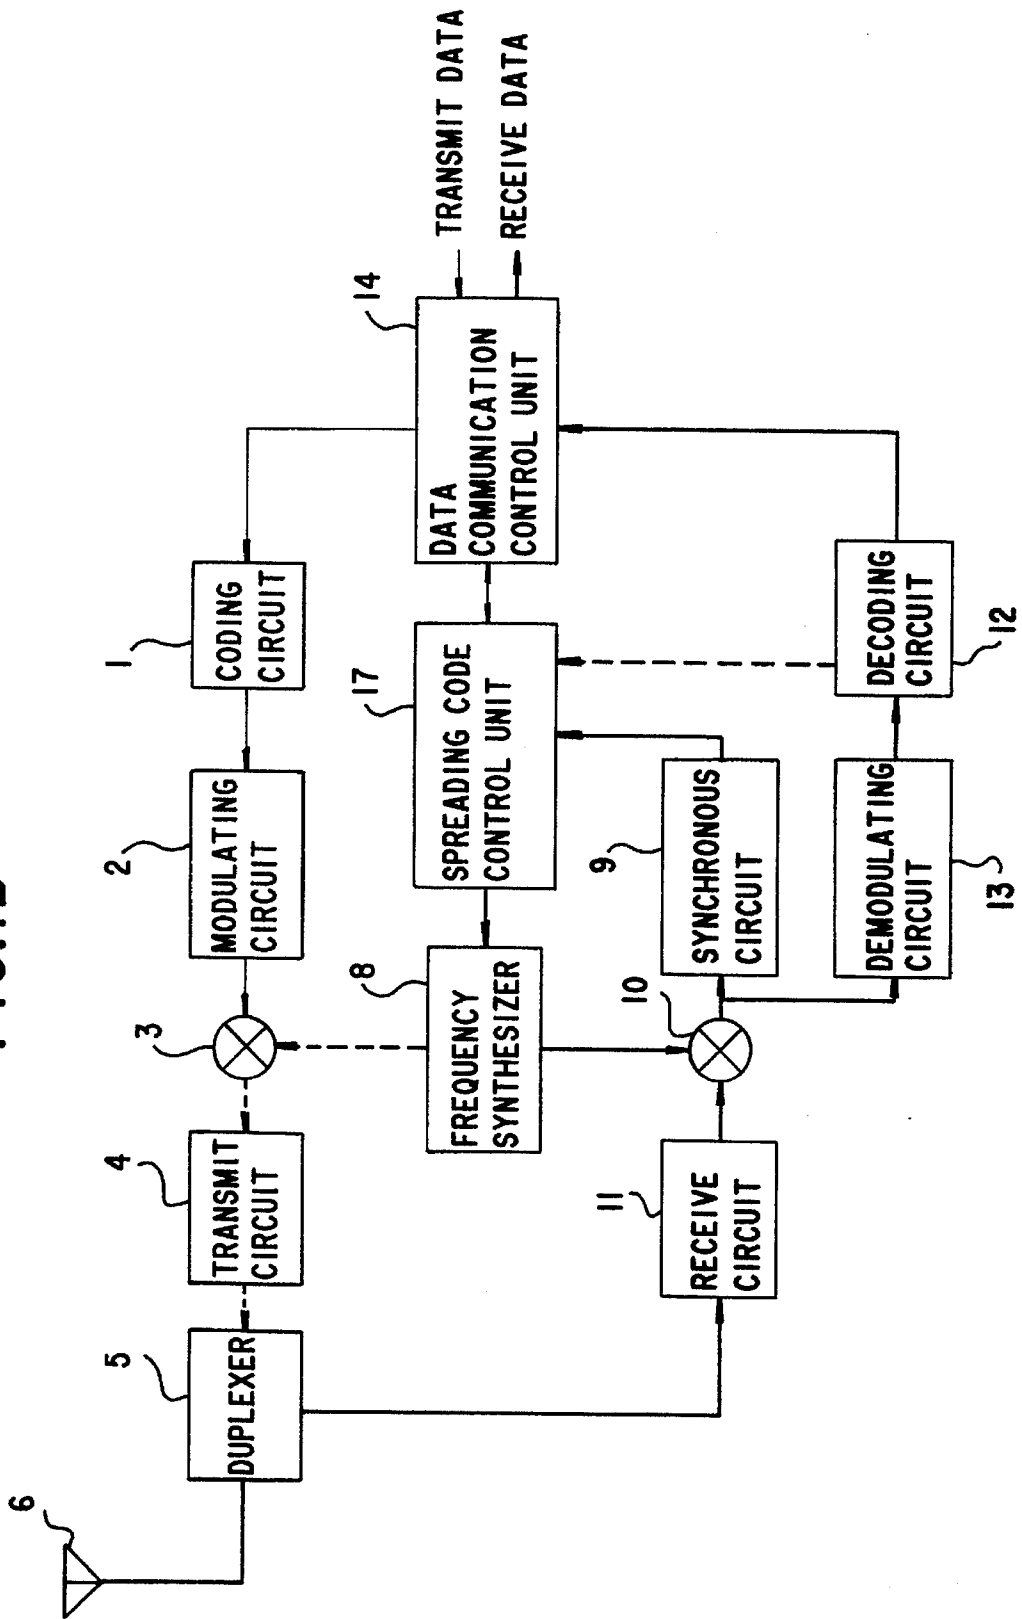 6
5
DUPLEXER
4
TRANSMIT
CIRCUIT
3
2
MODULATING
CIRCUIT
1
CODING
CIRCUIT
8
FREQUENCY
SYNTHESIZER
17
SPREADING CODE
CONTROL UNIT
14
DATA
COMMUNICATION
CONTROL UNIT
TRANSMIT DATA
RECEIVE DATA
11
RECEIVE
CIRCUIT
10
9
SYNCHRONOUS
CIRCUIT
DEMODULATING
CIRCUIT
13
DECODING
CIRCUIT
12